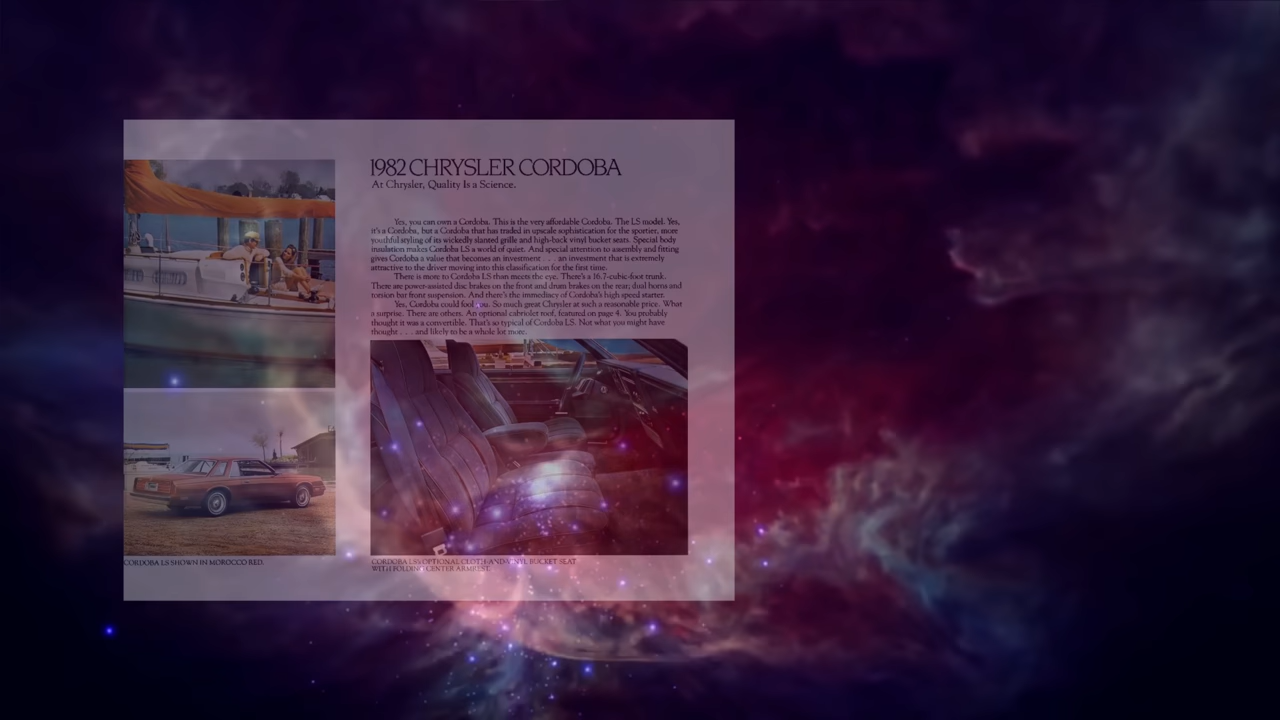 1982 CHRYSLER CORDOBA
At Chrysler, Quality Is a Science.
Yes, you can own a Cordoba. This is the very affordable Cordoba. The LS model. Yes,
it's a Cordoba, but a Cordoba that has traded in upscale sophistication for the sportier, more
youthful styling of its wickedly slanted grille and high-back vinyl bucket seats. Special body
insulation makes Cordoba LS a world of quiet. And special attention to assembly and fitting
gives Cordoba a value that becomes an investment . . . an investment that is extremely
attractive to the driver moving into this classification for the first time.
There is more to Cordoba LS than meets the eye. There's a 16.7-cubic-foot trunk.
There are power-assisted disc brakes on the front and drum brakes on the rear; dual horns and
torsion bar front suspension. And there's the immediacy of Cordoba's high speed starter.
Yes, Cordoba could fool you. So much great Chrysler at such a reasonable price. What
a surprise. There are others. An optional cabriolet roof, featured on page 4. You probably
thought it was a convertible. That's so typical of Cordoba LS. Not what you might have
thought . . . and likely to be a whole lot more.
CORDOBA LS SHOWN IN MOROCCO RED.
CORDOBA LS'S OPTIONAL CLOTH-AND-VINYL BUCKET SEAT
WITH FOLDING CENTER ARMREST.